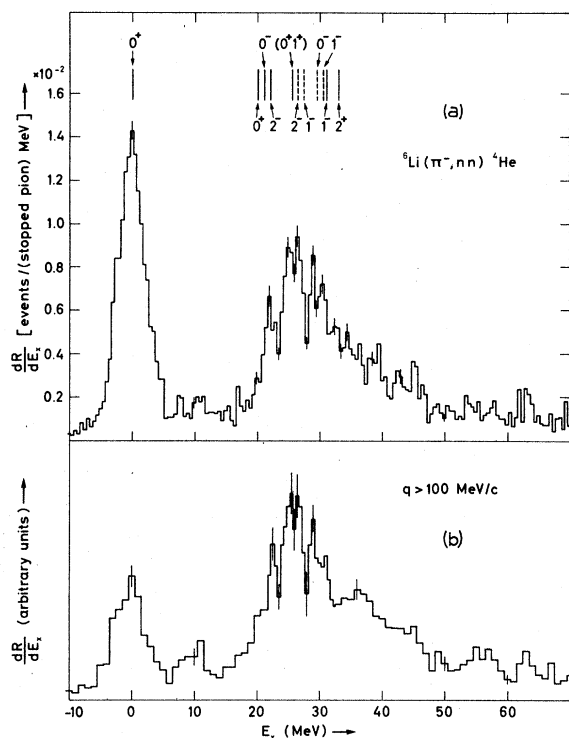 0⁺ 0⁻ (0⁺1⁺) 0⁻ 1⁻
×10⁻²
0⁺ 2⁻ 2⁻ 1⁻ 1⁻ 2⁺
(a)
⁶Li (π⁻, nn) ⁴He
1.4
1.2
1.0
0.8
0.6
0.4
0.2
dR/dEₓ [events/(stopped pion) MeV]
q > 100 MeV/c
(b)
dR/dEₓ (arbitrary units)
-10 0 10 20 30 40 50 60
Eₓ (MeV)